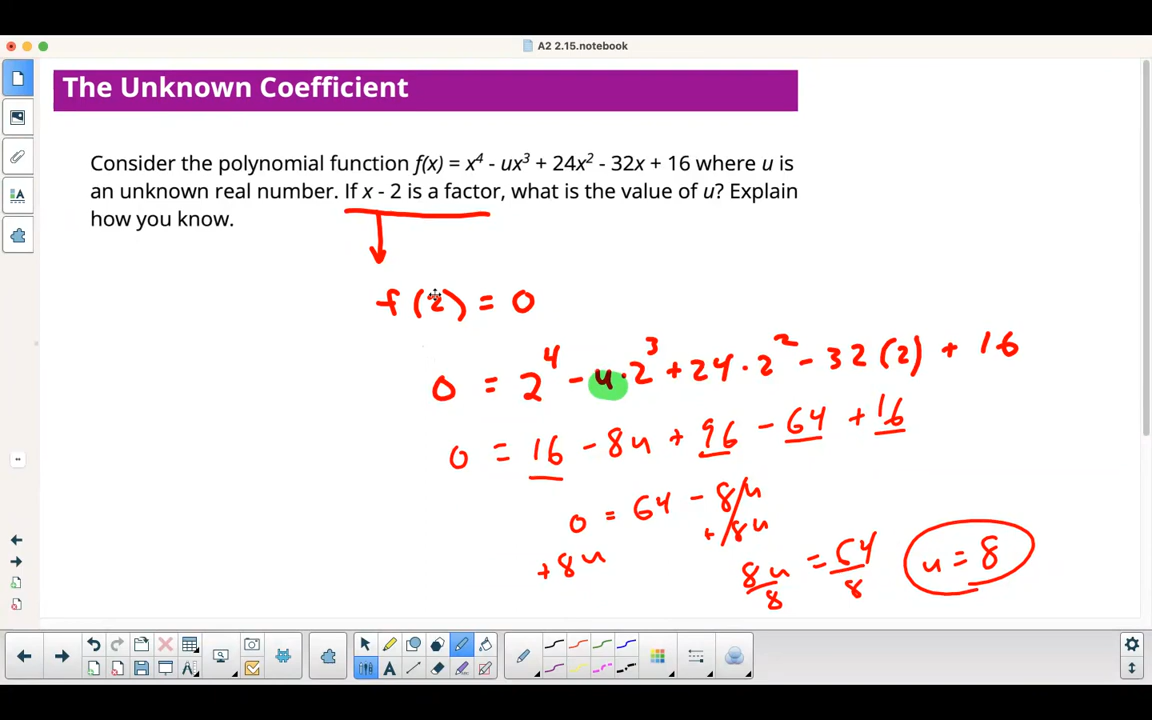 A2 2.15.notebook
The Unknown Coefficient
Consider the polynomial function f(x) = x⁴ - ux³ + 24x² - 32x + 16 where u is
an unknown real number. If x - 2 is a factor, what is the value of u? Explain
how you know.
f(2) = 0
0 = 2⁴ - u·2³ + 24·2² - 32(2) + 16
0 = 16 - 8u + 96 - 64 + 16
0 = 64 - 8u
+8u +8u
8u/8 = 64/8
u = 8